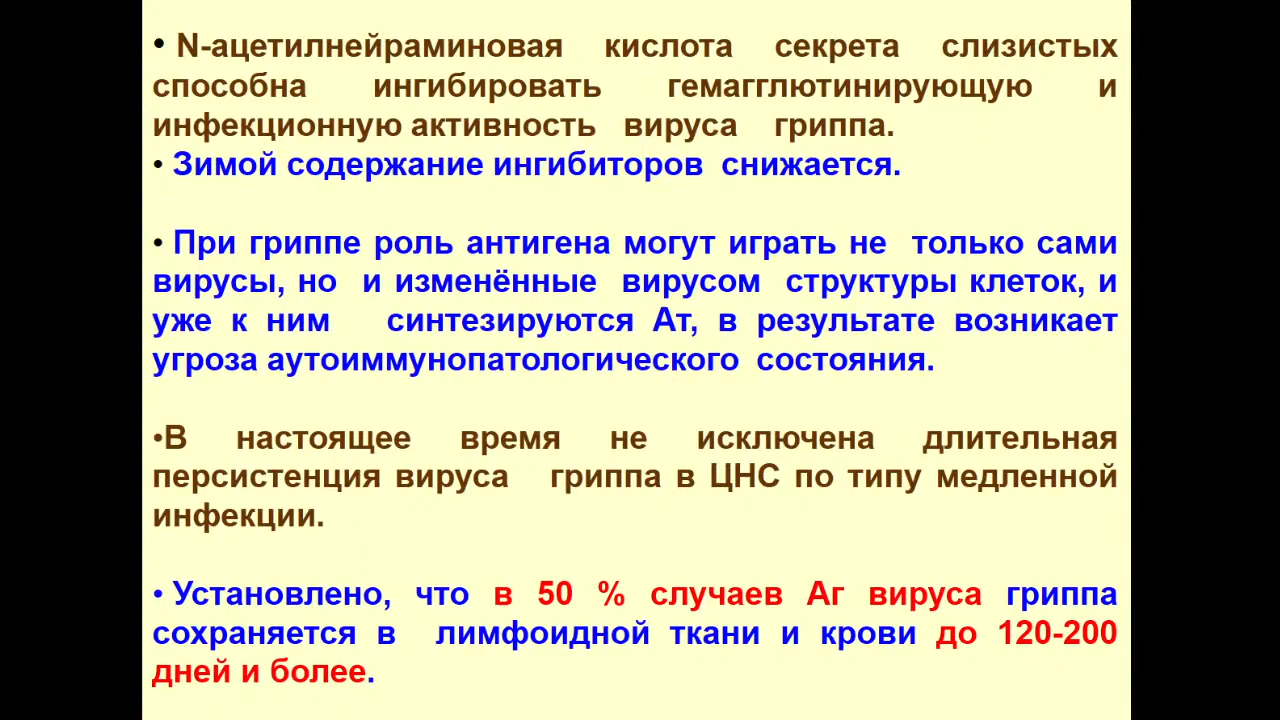 • N-ацетилнейраминовая кислота секрета слизистых
способна ингибировать гемагглютинирующую и
инфекционную активность вируса гриппа.
• Зимой содержание ингибиторов снижается.
• При гриппе роль антигена могут играть не только сами
вирусы, но и изменённые вирусом структуры клеток, и
уже к ним синтезируются Ат, в результате возникает
угроза аутоиммунопатологического состояния.
•В настоящее время не исключена длительная
персистенция вируса гриппа в ЦНС по типу медленной
инфекции.
• Установлено, что в 50 % случаев Аг вируса гриппа
сохраняется в лимфоидной ткани и крови до 120-200
дней и более.